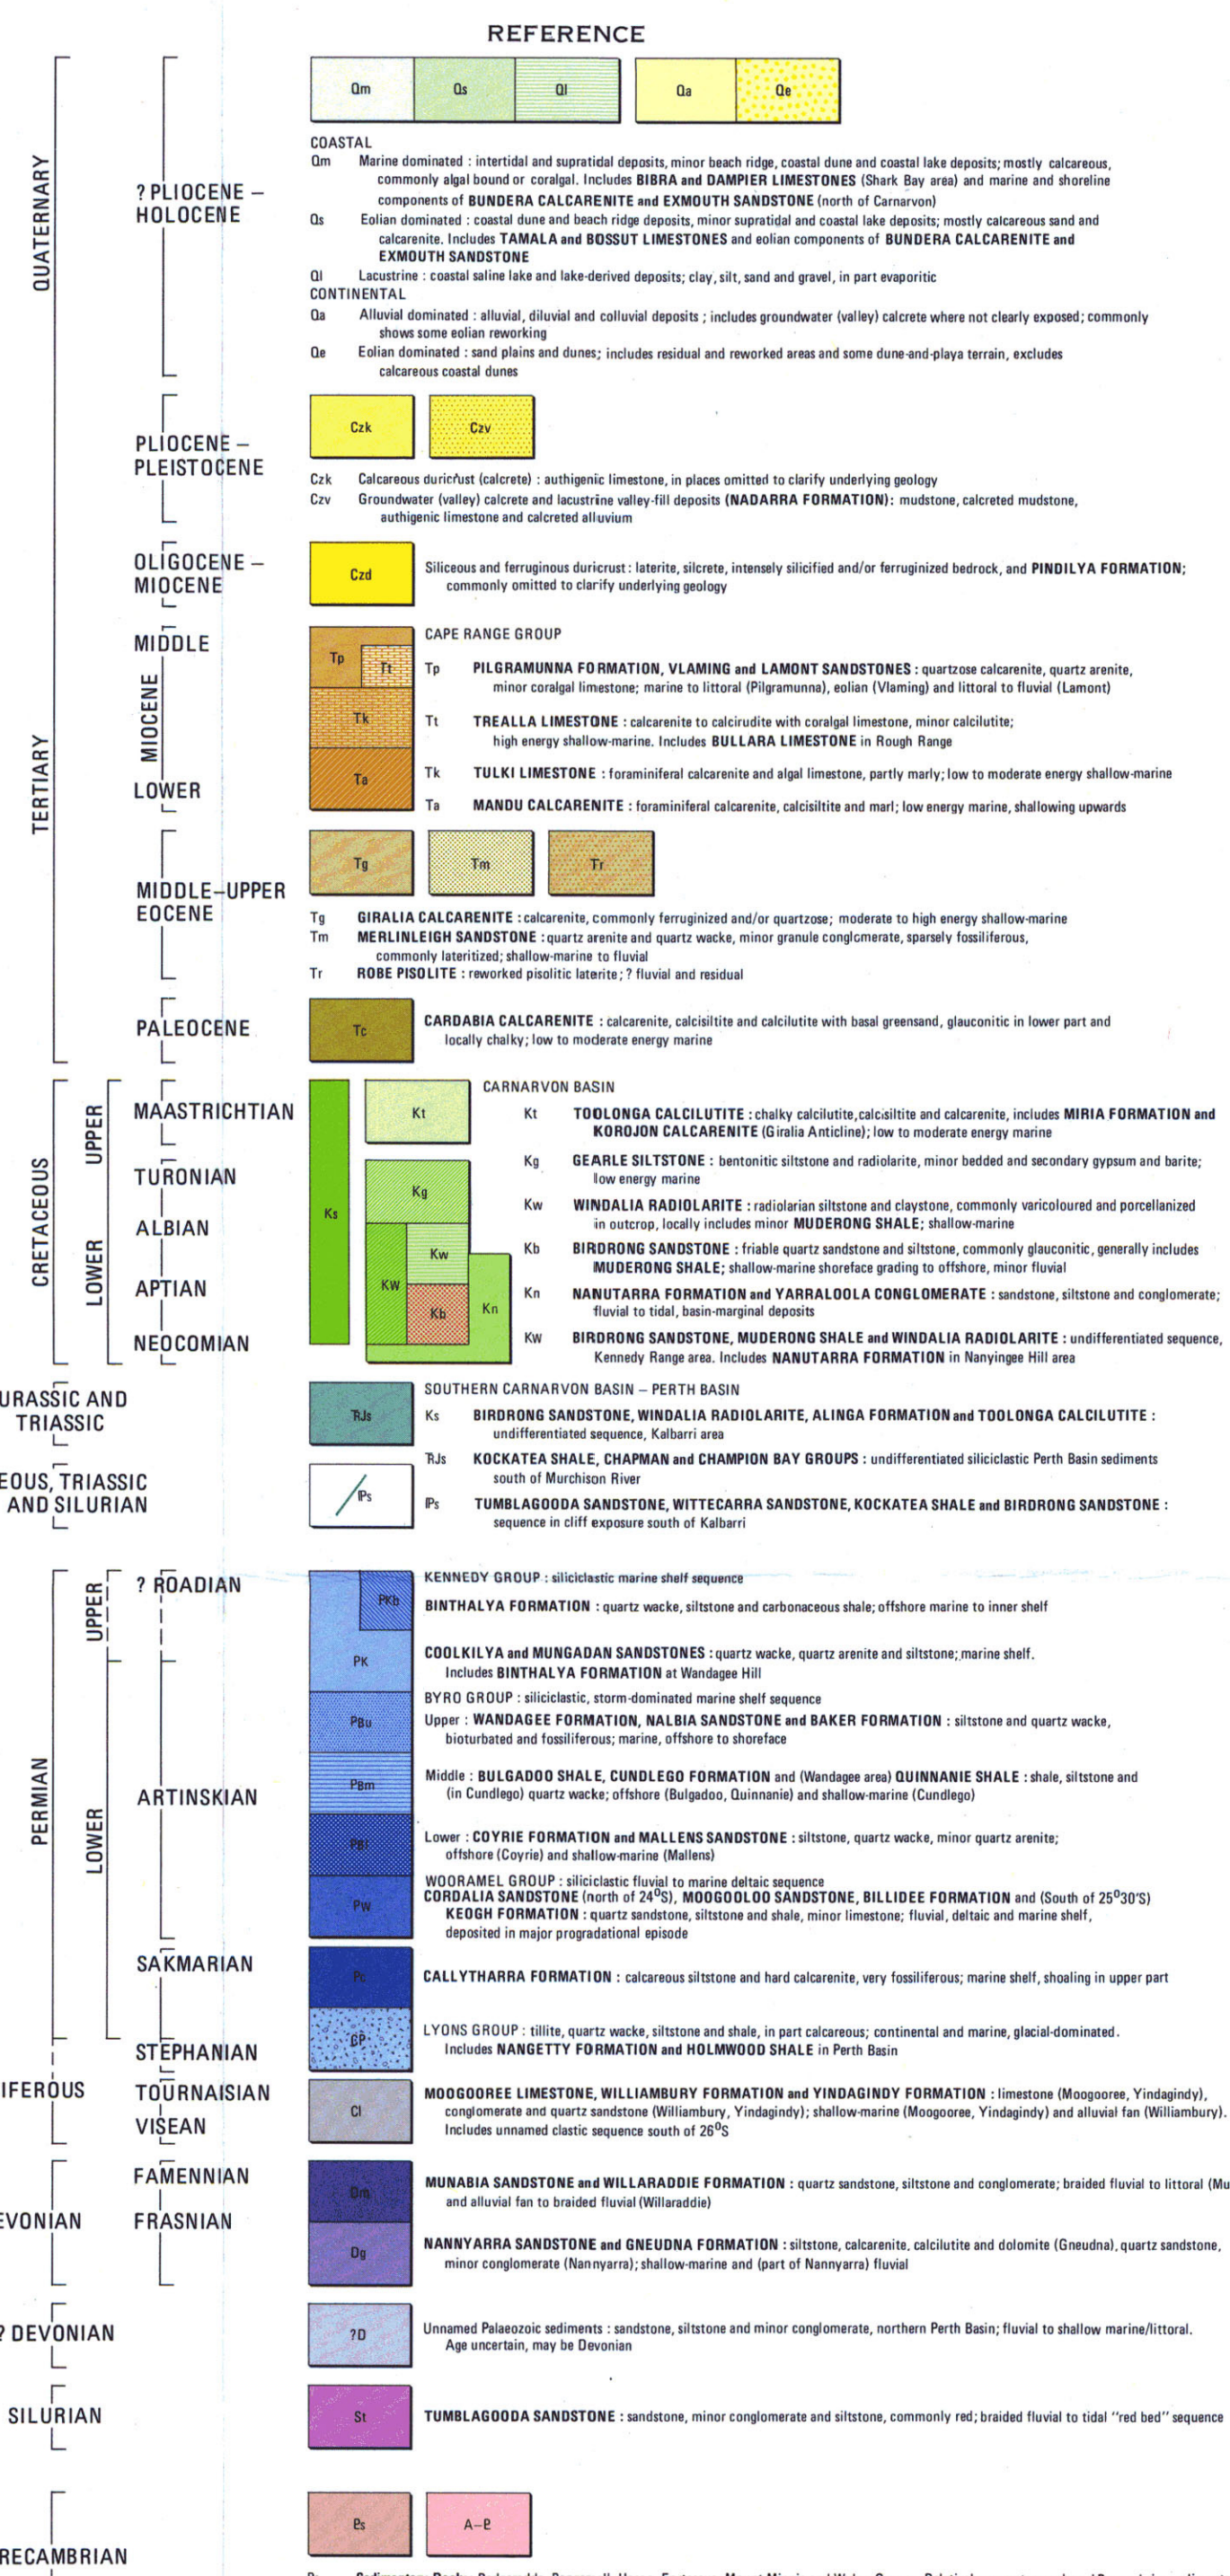 REFERENCE
Qm Qs Ql Qa Qe
QUATERNARY
? PLIOCENE –
HOLOCENE
COASTAL
Qm Marine dominated : intertidal and supratidal deposits, minor beach ridge, coastal dune and coastal lake deposits; mostly calcareous,
commonly algal bound or coralgal. Includes BIBRA and DAMPIER LIMESTONES (Shark Bay area) and marine and shoreline
components of BUNDERA CALCARENITE and EXMOUTH SANDSTONE (north of Carnarvon)
Qs Eolian dominated : coastal dune and beach ridge deposits, minor supratidal and coastal lake deposits; mostly calcareous sand and
calcarenite. Includes TAMALA and BOSSUT LIMESTONES and eolian components of BUNDERA CALCARENITE and
EXMOUTH SANDSTONE
Ql Lacustrine : coastal saline lake and lake-derived deposits; clay, silt, sand and gravel, in part evaporitic
CONTINENTAL
Qa Alluvial dominated : alluvial, diluvial and colluvial deposits ; includes groundwater (valley) calcrete where not clearly exposed; commonly
shows some eolian reworking
Qe Eolian dominated : sand plains and dunes; includes residual and reworked areas and some dune-and-playa terrain, excludes
calcareous coastal dunes
PLIOCENE –
PLEISTOCENE
Czk Czv
Czk Calcareous duricrust (calcrete) : authigenic limestone, in places omitted to clarify underlying geology
Czv Groundwater (valley) calcrete and lacustrine valley-fill deposits (NADARRA FORMATION): mudstone, calcreted mudstone,
authigenic limestone and calcreted alluvium
TERTIARY
OLIGOCENE –
MIOCENE
Czd
Siliceous and ferruginous duricrust : laterite, silcrete, intensely silicified and/or ferruginized bedrock, and PINDILYA FORMATION;
commonly omitted to clarify underlying geology
MIDDLE
MIOCENE
LOWER
Tp Tt
Tk
Ta
CAPE RANGE GROUP
Tp PILGRAMUNNA FORMATION, VLAMING and LAMONT SANDSTONES : quartzose calcarenite, quartz arenite,
minor coralgal limestone; marine to littoral (Pilgramunna), eolian (Vlaming) and littoral to fluvial (Lamont)
Tt TREALLA LIMESTONE : calcarenite to calcirudite with coralgal limestone, minor calcilutite;
high energy shallow-marine. Includes BULLARA LIMESTONE in Rough Range
Tk TULKI LIMESTONE : foraminiferal calcarenite and algal limestone, partly marly; low to moderate energy shallow-marine
Ta MANDU CALCARENITE : foraminiferal calcarenite, calcisiltite and marl; low energy marine, shallowing upwards
MIDDLE–UPPER
EOCENE
Tg Tm Tr
Tg GIRALIA CALCARENITE : calcarenite, commonly ferruginized and/or quartzose; moderate to high energy shallow-marine
Tm MERLINLEIGH SANDSTONE : quartz arenite and quartz wacke, minor granule conglomerate, sparsely fossiliferous,
commonly lateritized; shallow-marine to fluvial
Tr ROBE PISOLITE : reworked pisolitic laterite; ? fluvial and residual
PALEOCENE
Tc
CARDABIA CALCARENITE : calcarenite, calcisiltite and calcilutite with basal greensand, glauconitic in lower part and
locally chalky; low to moderate energy marine
CRETACEOUS
UPPER
LOWER
MAASTRICHTIAN
TURONIAN
ALBIAN
APTIAN
NEOCOMIAN
Ks
Kt
Kg
Kw
Kw
Kb
Kn
CARNARVON BASIN
Kt TOOLONGA CALCILUTITE : chalky calcilutite, calcisiltite and calcarenite, includes MIRIA FORMATION and
KOROJON CALCARENITE (Giralia Anticline); low to moderate energy marine
Kg GEARLE SILTSTONE : bentonitic siltstone and radiolarite, minor bedded and secondary gypsum and barite;
low energy marine
Kw WINDALIA RADIOLARITE : radiolarian siltstone and claystone, commonly varicoloured and porcellanized
in outcrop, locally includes minor MUDERONG SHALE; shallow-marine
Kb BIRDRONG SANDSTONE : friable quartz sandstone and siltstone, commonly glauconitic, generally includes
MUDERONG SHALE; shallow-marine shoreface grading to offshore, minor fluvial
Kn NANUTARRA FORMATION and YARRALOOLA CONGLOMERATE : sandstone, siltstone and conglomerate;
fluvial to tidal, basin-marginal deposits
Kw BIRDRONG SANDSTONE, MUDERONG SHALE and WINDALIA RADIOLARITE : undifferentiated sequence,
Kennedy Range area. Includes NANUTARRA FORMATION in Nanyingee Hill area
URASSIC AND
TRIASSIC
TRJs
SOUTHERN CARNARVON BASIN – PERTH BASIN
Ks BIRDRONG SANDSTONE, WINDALIA RADIOLARITE, ALINGA FORMATION and TOOLONGA CALCILUTITE :
undifferentiated sequence, Kalbarri area
TRJs KOCKATEA SHALE, CHAPMAN and CHAMPION BAY GROUPS : undifferentiated siliciclastic Perth Basin sediments
south of Murchison River
EOUS, TRIASSIC
AND SILURIAN
IPs
IPs TUMBLAGOODA SANDSTONE, WITTECARRA SANDSTONE, KOCKATEA SHALE and BIRDRONG SANDSTONE :
sequence in cliff exposure south of Kalbarri
PERMIAN
UPPER
LOWER
? ROADIAN
ARTINSKIAN
SAKMARIAN
PKb
PK
PBu
PBm
PBl
Pw
Pc
CP
KENNEDY GROUP : siliciclastic marine shelf sequence
BINTHALYA FORMATION : quartz wacke, siltstone and carbonaceous shale; offshore marine to inner shelf
COOLKILYA and MUNGADAN SANDSTONES : quartz wacke, quartz arenite and siltstone; marine shelf.
Includes BINTHALYA FORMATION at Wandagee Hill
BYRO GROUP : siliciclastic, storm-dominated marine shelf sequence
Upper : WANDAGEE FORMATION, NALBIA SANDSTONE and BAKER FORMATION : siltstone and quartz wacke,
bioturbated and fossiliferous; marine, offshore to shoreface
Middle : BULGADOO SHALE, CUNDLEGO FORMATION and (Wandagee area) QUINNANIE SHALE : shale, siltstone and
(in Cundlego) quartz wacke; offshore (Bulgadoo, Quinnanie) and shallow-marine (Cundlego)
Lower : COYRIE FORMATION and MALLENS SANDSTONE : siltstone, quartz wacke, minor quartz arenite;
offshore (Coyrie) and shallow-marine (Mallens)
WOORAMEL GROUP : siliciclastic fluvial to marine deltaic sequence
CORDALIA SANDSTONE (north of 24⁰S), MOOGOOLOO SANDSTONE, BILLIDEE FORMATION and (South of 25⁰30'S)
KEOGH FORMATION : quartz sandstone, siltstone and shale, minor limestone; fluvial, deltaic and marine shelf,
deposited in major progradational episode
CALLYTHARRA FORMATION : calcareous siltstone and hard calcarenite, very fossiliferous; marine shelf, shoaling in upper part
LYONS GROUP : tillite, quartz wacke, siltstone and shale, in part calcareous; continental and marine, glacial-dominated.
Includes NANGETTY FORMATION and HOLMWOOD SHALE in Perth Basin
STEPHANIAN
IFEROUS
TOURNAISIAN
VISEAN
Cl
MOOGOOREE LIMESTONE, WILLIAMBURY FORMATION and YINDAGINDY FORMATION : limestone (Moogooree, Yindagindy),
conglomerate and quartz sandstone (Williambury, Yindagindy); shallow-marine (Moogooree, Yindagindy) and alluvial fan (Williambury).
Includes unnamed clastic sequence south of 26⁰S
EVONIAN
FAMENNIAN
FRASNIAN
Dm
Dg
MUNABIA SANDSTONE and WILLARADDIE FORMATION : quartz sandstone, siltstone and conglomerate; braided fluvial to littoral (Mu
and alluvial fan to braided fluvial (Willaraddie)
NANNYARRA SANDSTONE and GNEUDNA FORMATION : siltstone, calcarenite, calcilutite and dolomite (Gneudna), quartz sandstone,
minor conglomerate (Nannyarra); shallow-marine and (part of Nannyarra) fluvial
? DEVONIAN
?D
Unnamed Palaeozoic sediments : sandstone, siltstone and minor conglomerate, northern Perth Basin; fluvial to shallow marine/littoral.
Age uncertain, may be Devonian
SILURIAN
St
TUMBLAGOODA SANDSTONE : sandstone, minor conglomerate and siltstone, commonly red; braided fluvial to tidal "red bed" sequence
RECAMBRIAN
Ps A–P